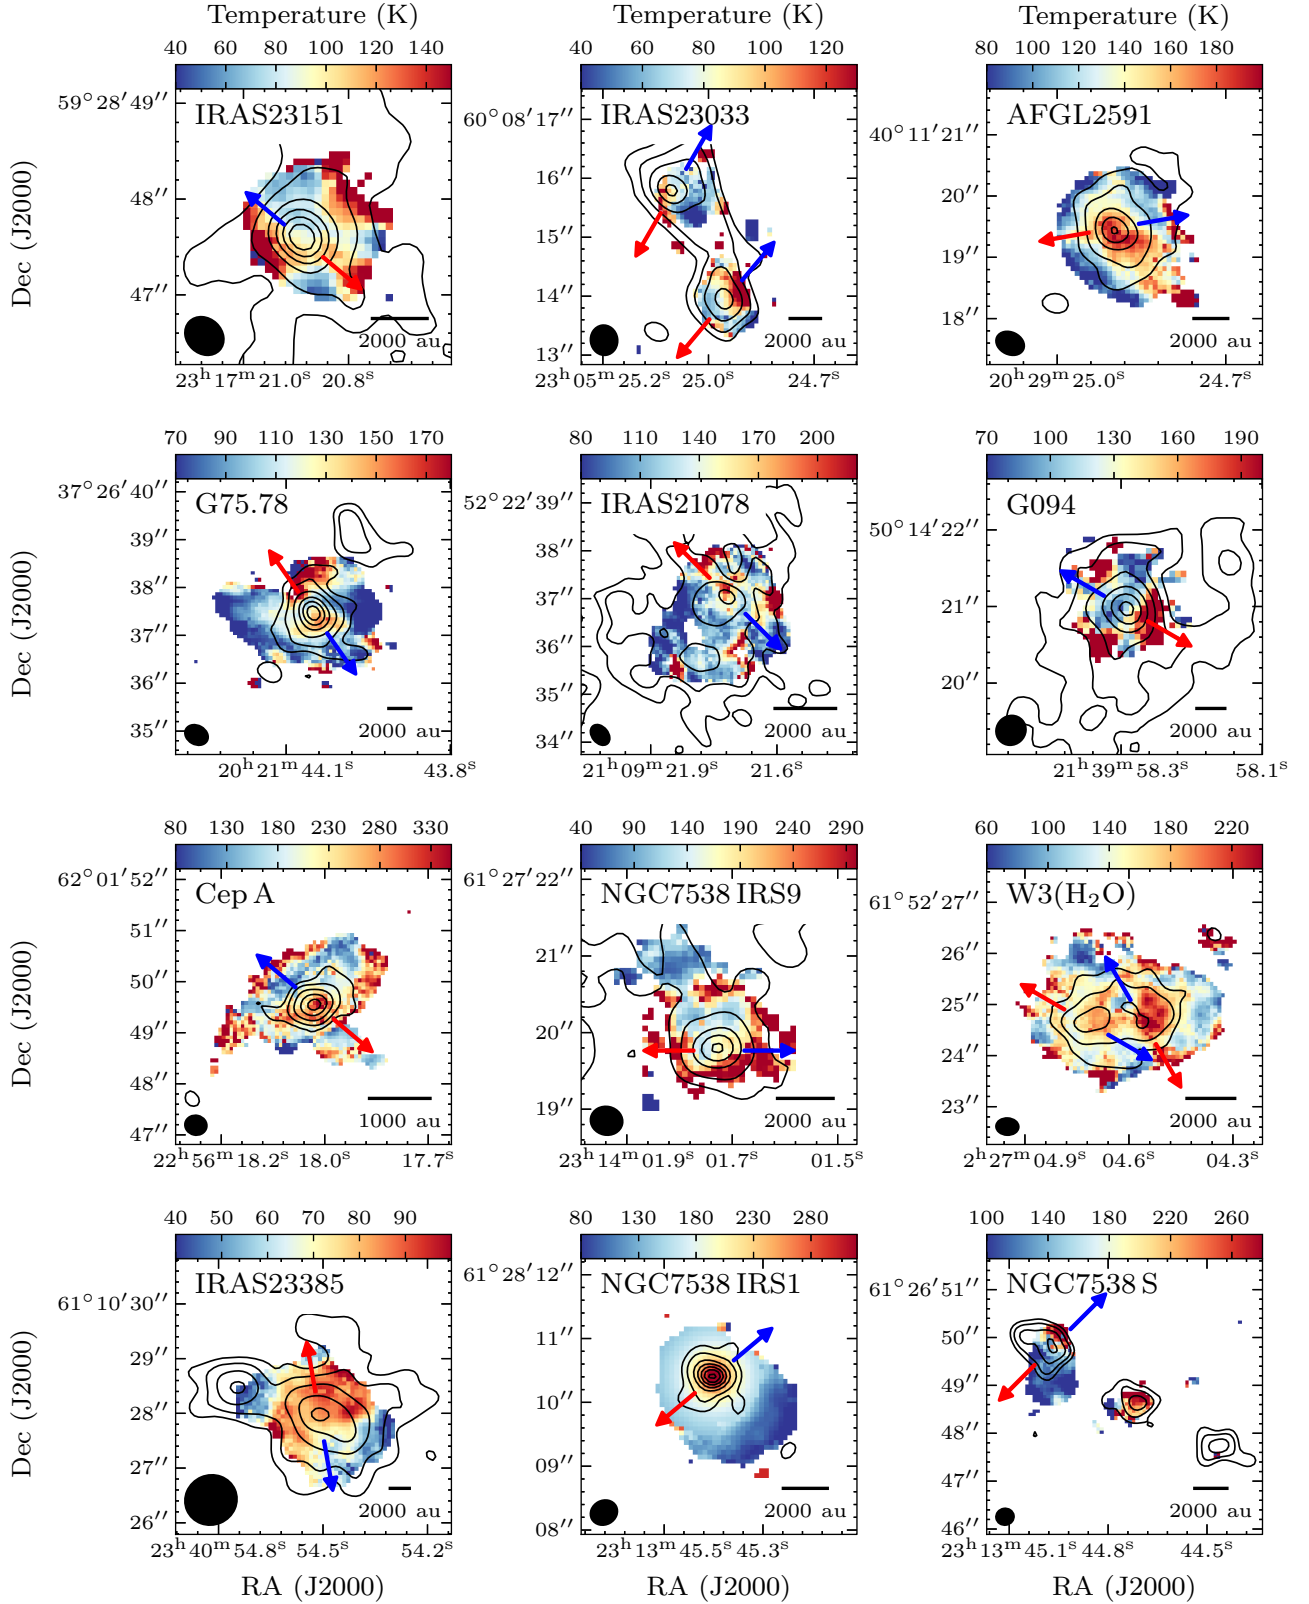 Temperature (K) Temperature (K) Temperature (K)
40 60 80 100 120 140
40 60 80 100 120
80 100 120 140 160 180
IRAS23151
IRAS23033
AFGL2591
59°28′49″
48″
47″
60°08′17″
16″
15″
14″
13″
40°11′21″
20″
19″
18″
Dec (J2000)
2000 au
2000 au
2000 au
23ʰ17ᵐ21.0ˢ 20.8ˢ
23ʰ05ᵐ25.2ˢ 25.0ˢ 24.7ˢ
20ʰ29ᵐ25.0ˢ 24.7ˢ
70 90 110 130 150 170
80 110 140 170 200
70 100 130 160 190
G75.78
IRAS21078
G094
37°26′40″
39″
38″
37″
36″
35″
52°22′39″
38″
37″
36″
35″
34″
50°14′22″
21″
20″
Dec (J2000)
2000 au
2000 au
2000 au
20ʰ21ᵐ44.1ˢ 43.8ˢ
21ʰ09ᵐ21.9ˢ 21.6ˢ
21ʰ39ᵐ58.3ˢ 58.1ˢ
80 130 180 230 280 330
40 90 140 190 240 290
60 100 140 180 220
Cep A
NGC7538 IRS9
W3(H₂O)
62°01′52″
51″
50″
49″
48″
47″
61°27′22″
21″
20″
19″
61°52′27″
26″
25″
24″
23″
Dec (J2000)
1000 au
2000 au
2000 au
22ʰ56ᵐ18.2ˢ 18.0ˢ 17.7ˢ
23ʰ14ᵐ01.9ˢ 01.7ˢ 01.5ˢ
2ʰ27ᵐ04.9ˢ 04.6ˢ 04.3ˢ
40 50 60 70 80 90
80 130 180 230 280
100 140 180 220 260
IRAS23385
NGC7538 IRS1
NGC7538 S
61°10′30″
29″
28″
27″
26″
61°28′12″
11″
10″
09″
08″
61°26′51″
50″
49″
48″
47″
46″
Dec (J2000)
2000 au
2000 au
2000 au
23ʰ40ᵐ54.8ˢ 54.5ˢ 54.2ˢ
23ʰ13ᵐ45.5ˢ 45.3ˢ
23ʰ13ᵐ45.1ˢ 44.8ˢ 44.5ˢ
RA (J2000) RA (J2000) RA (J2000)